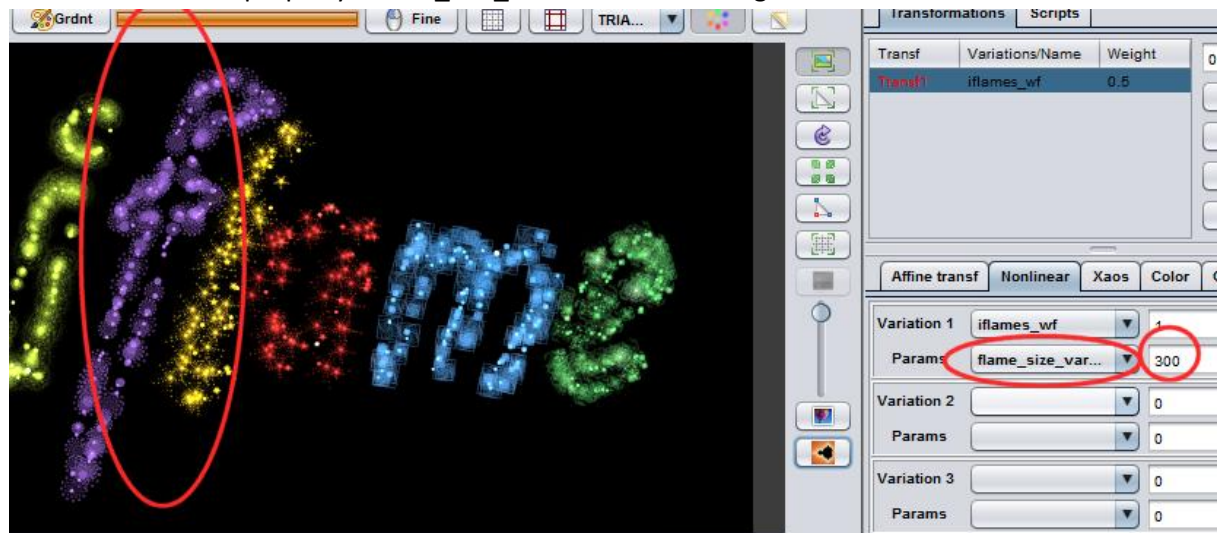 Grdnt Fine TRIA...
Transformations Scripts
Transf Variations/Name Weight
Transf1 iflames_wf 0.5
iflame
Affine transf Nonlinear Xaos Color
Variation 1 iflames_wf 1
Params flame_size_var... 300
Variation 2 0
Params 0
Variation 3 0
Params 0